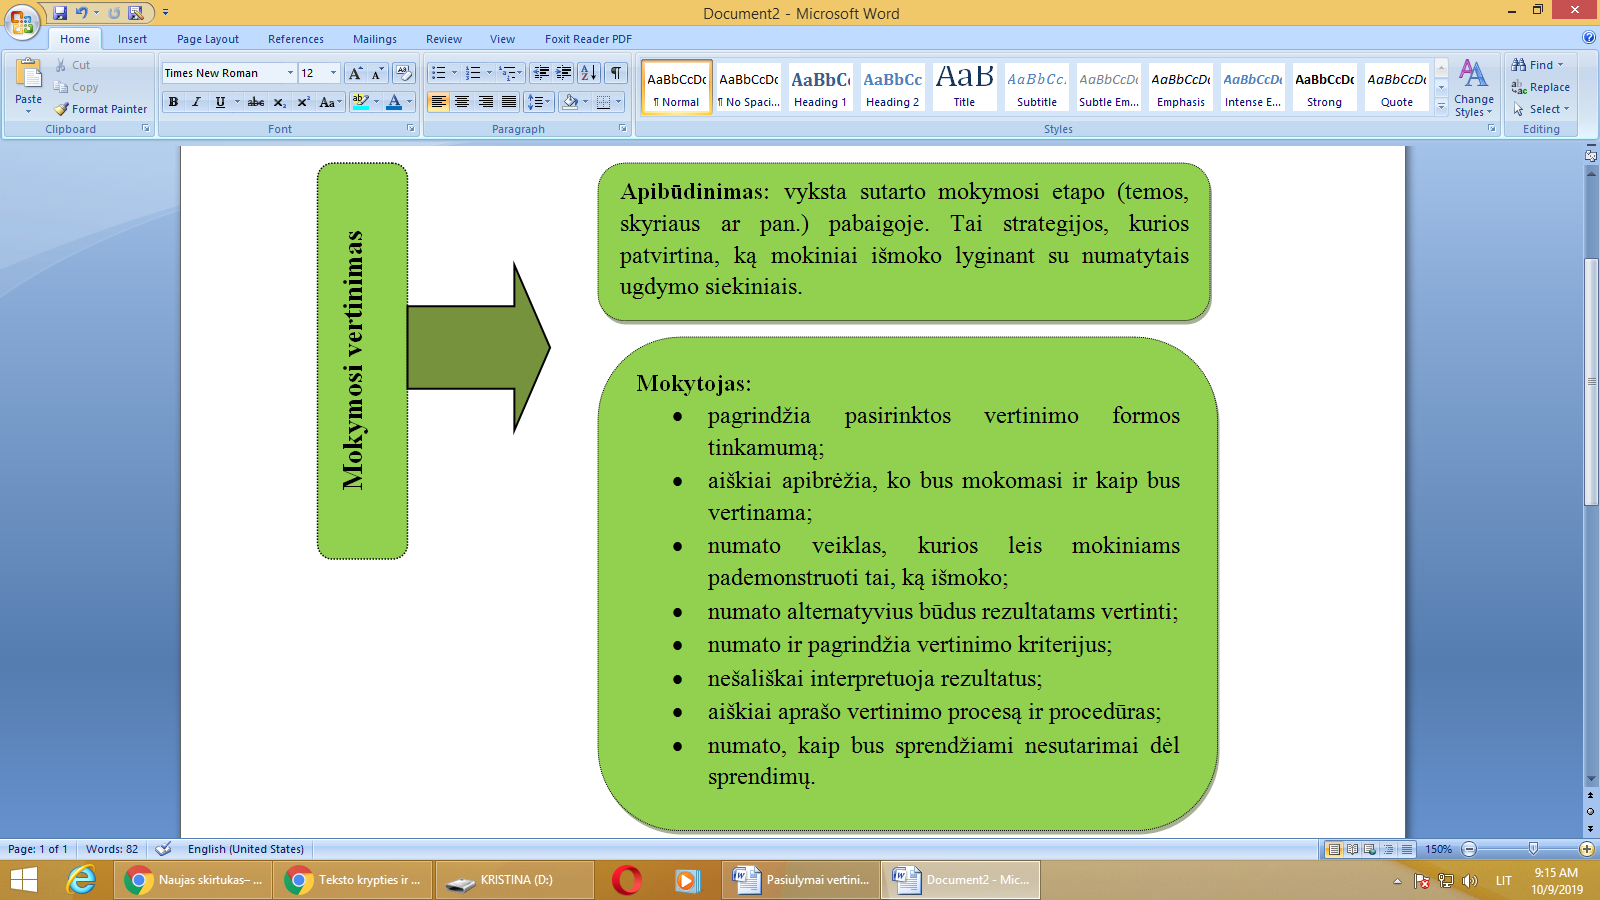 Document2 - Microsoft Word
Home Insert Page Layout References Mailings Review View Foxit Reader PDF
Paste
Cut
Copy
Format Painter
Clipboard
Times New Roman 12
B I U abc x₂ x² Aa
ab A
Font
Paragraph
AaBbCcDc AaBbCcDc AaBbC AaBbCc AaB AaBbCc. AaBbCcDc AaBbCcDc AaBbCcDc AaBbCcDc AaBbCcDc
¶ Normal ¶ No Spaci... Heading 1 Heading 2 Title Subtitle Subtle Em... Emphasis Intense E... Strong Quote
Change
Styles
Styles
Find
Replace
Select
Editing
Mokymosi vertinimas
Apibūdinimas: vyksta sutarto mokymosi etapo (temos,
skyriaus ar pan.) pabaigoje. Tai strategijos, kurios
patvirtina, ką mokiniai išmoko lyginant su numatytais
ugdymo siekiniais.
Mokytojas:
• pagrindžia pasirinktos vertinimo formos
tinkamumą;
• aiškiai apibrėžia, ko bus mokomasi ir kaip bus
vertinama;
• numato veiklas, kurios leis mokiniams
pademonstruoti tai, ką išmoko;
• numato alternatyvius būdus rezultatams vertinti;
• numato ir pagrindžia vertinimo kriterijus;
• nešališkai interpretuoja rezultatus;
• aiškiai aprašo vertinimo procesą ir procedūras;
• numato, kaip bus sprendžiami nesutarimai dėl
sprendimų.
Page: 1 of 1 Words: 82 English (United States) 150%
Naujas skirtukas– ... Teksto krypties ir ... KRISTINA (D:) Pasiulymai vertini... Document2 - Mic... LIT 9:15 AM
10/9/2019